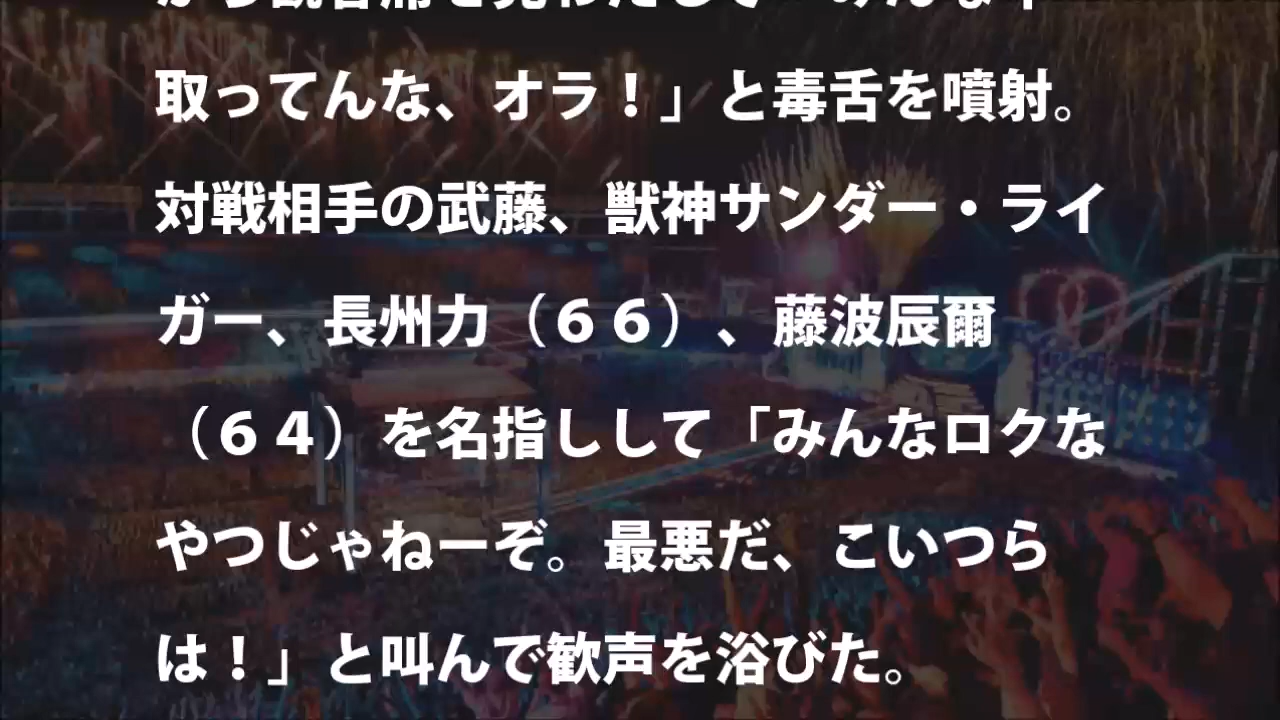 取ってんな、オラ！」と毒舌を噴射。
対戦相手の武藤、獣神サンダー・ライ
ガー、長州力（６６）、藤波辰爾
（６４）を名指しして「みんなロクな
やつじゃねーぞ。最悪だ、こいつら
は！」と叫んで歓声を浴びた。